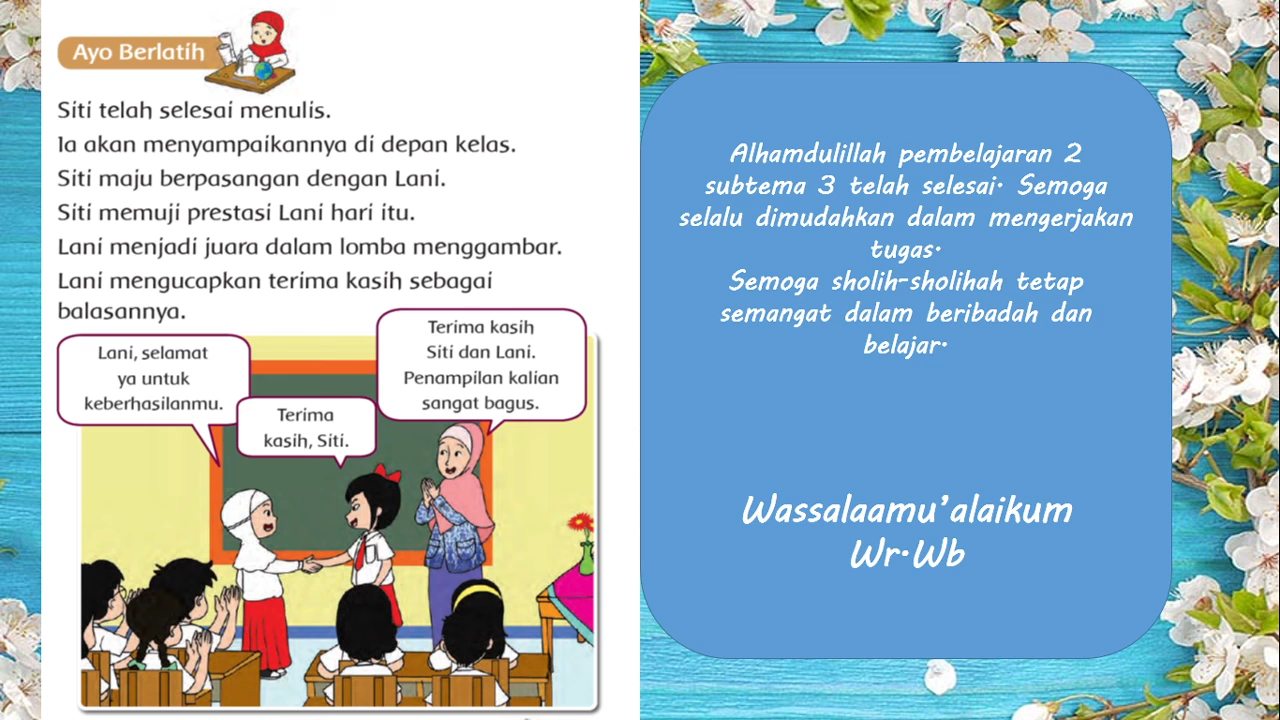 Ayo Berlatih
Siti telah selesai menulis.
Ia akan menyampaikannya di depan kelas.
Siti maju berpasangan dengan Lani.
Siti memuji prestasi Lani hari itu.
Lani menjadi juara dalam lomba menggambar.
Lani mengucapkan terima kasih sebagai
balasannya.
Lani, selamat
ya untuk
keberhasilanmu.
Terima
kasih, Siti.
Terima kasih
Siti dan Lani.
Penampilan kalian
sangat bagus.
Alhamdulillah pembelajaran 2
subtema 3 telah selesai. Semoga
selalu dimudahkan dalam mengerjakan
tugas.
Semoga sholih-sholihah tetap
semangat dalam beribadah dan
belajar.
Wassalaamu’alaikum
Wr.Wb